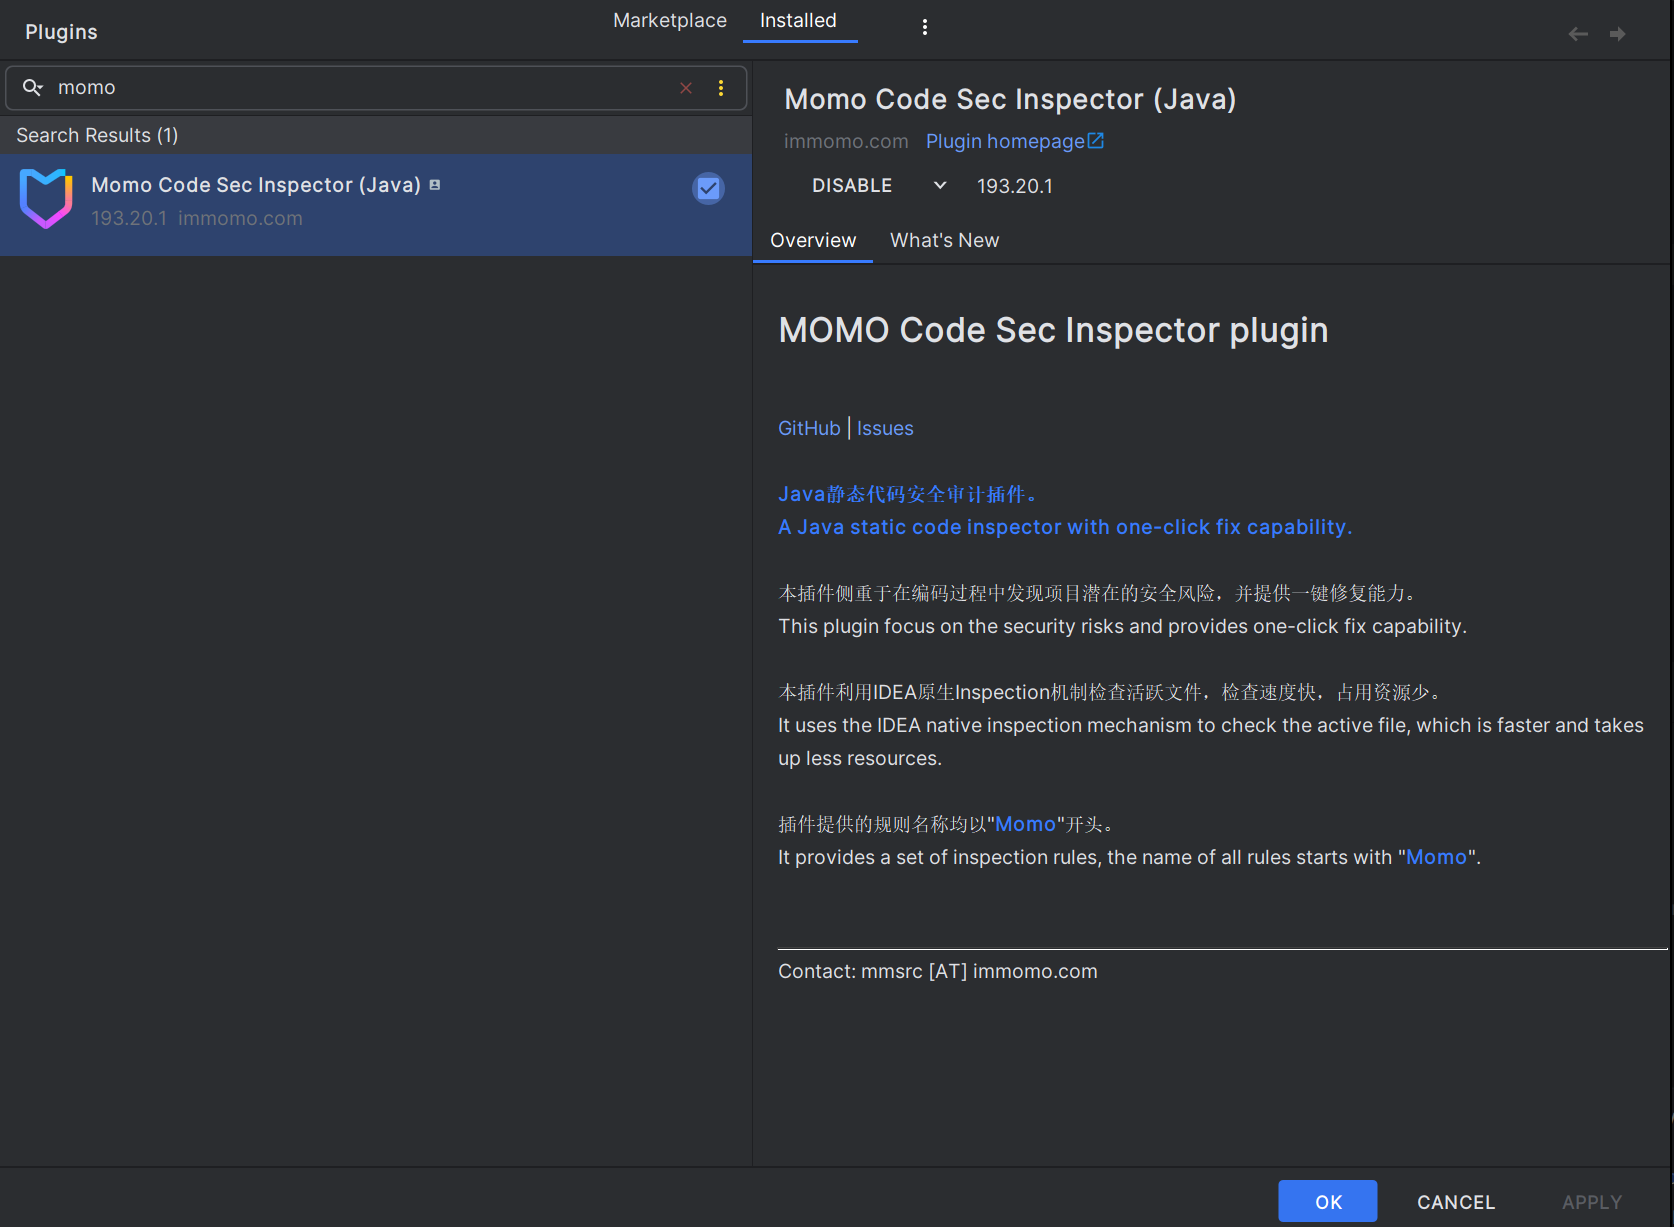 Plugins
Marketplace
Installed
momo
Search Results (1)
Momo Code Sec Inspector (Java)
193.20.1 immomo.com
Momo Code Sec Inspector (Java)
immomo.com Plugin homepage
DISABLE 193.20.1
Overview What's New
MOMO Code Sec Inspector plugin
GitHub | Issues
Java静态代码安全审计插件。
A Java static code inspector with one-click fix capability.
本插件侧重于在编码过程中发现项目潜在的安全风险，并提供一键修复能力。
This plugin focus on the security risks and provides one-click fix capability.
本插件利用IDEA原生Inspection机制检查活跃文件，检查速度快，占用资源少。
It uses the IDEA native inspection mechanism to check the active file, which is faster and takes
up less resources.
插件提供的规则名称均以"Momo"开头。
It provides a set of inspection rules, the name of all rules starts with "Momo".
Contact: mmsrc [AT] immomo.com
OK CANCEL APPLY